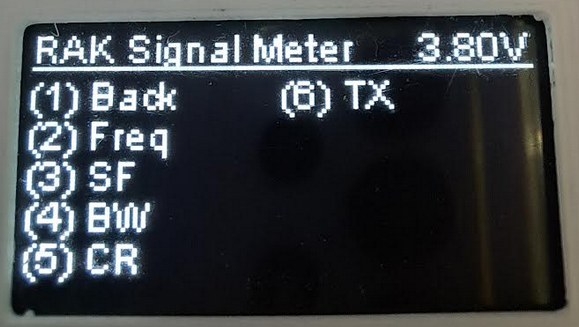 RAK Signal Meter 3.80V
(1) Back (6) TX
(2) Freq
(3) SF
(4) BW
(5) CR